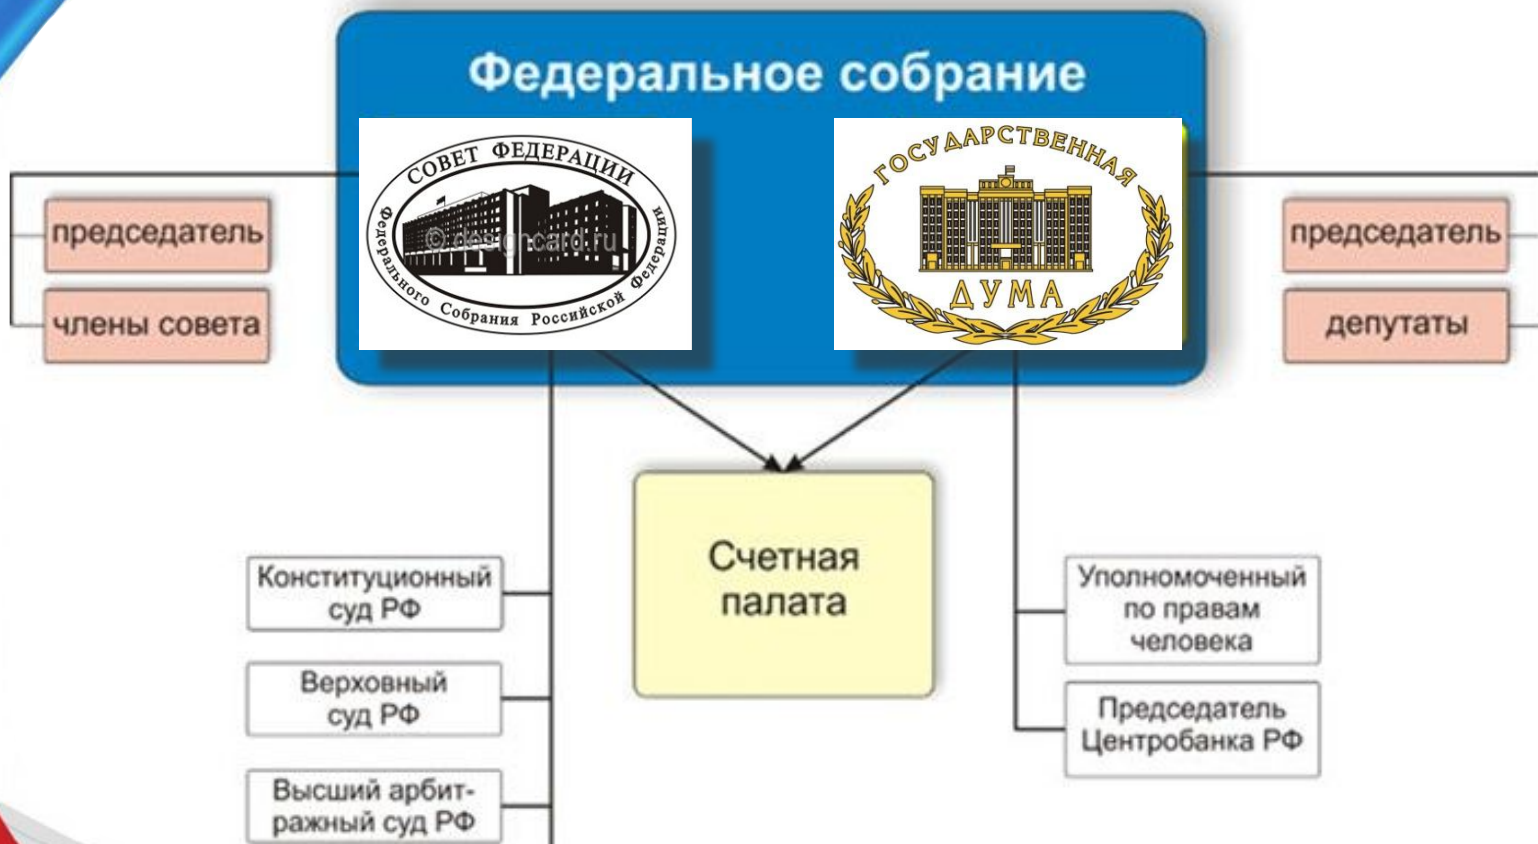 Федеральное собрание
СОВЕТ ФЕДЕРАЦИИ
Федерального Собрания Российской Федерации
© designcard.ru
ГОСУДАРСТВЕННАЯ
ДУМА
председатель
члены совета
председатель
депутаты
Счетная
палата
Конституционный
суд РФ
Верховный
суд РФ
Высший арбит-
ражный суд РФ
Уполномоченный
по правам
человека
Председатель
Центробанка РФ